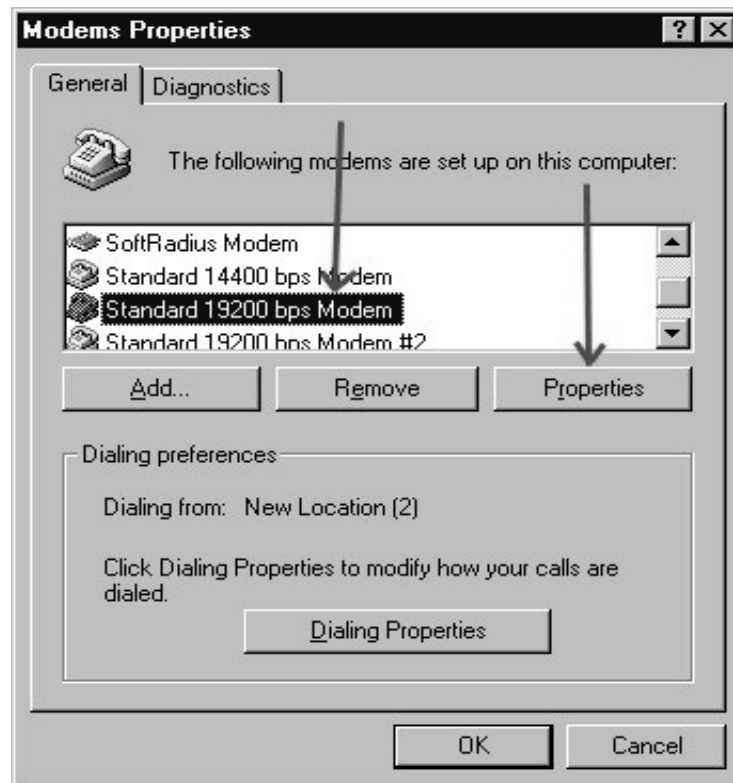 Modems Properties
General Diagnostics
The following modems are set up on this computer:
SoftRadius Modem
Standard 14400 bps Modem
Standard 19200 bps Modem
Standard 19200 bps Modem #2
Add... Remove Properties
Dialing preferences
Dialing from: New Location (2)
Click Dialing Properties to modify how your calls are
dialed.
Dialing Properties
OK Cancel